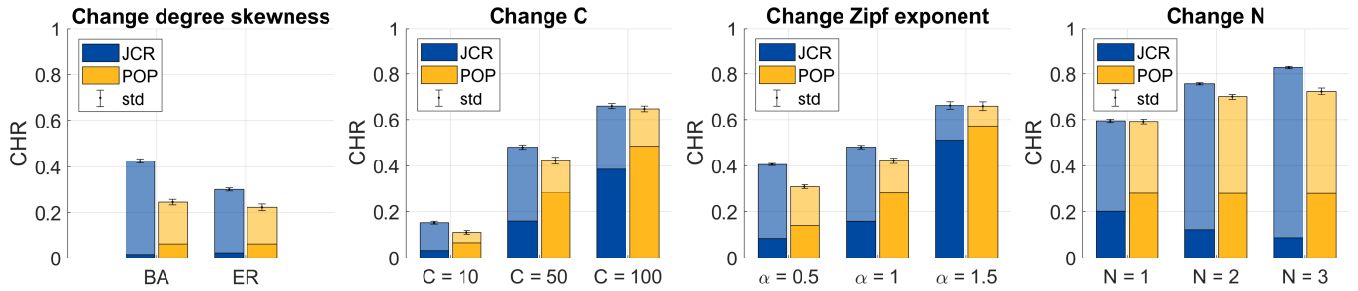 Change degree skewness
1
0.8
0.6
0.4
0.2
0
CHR
JCR
POP
std
BA ER
Change C
1
0.8
0.6
0.4
0.2
0
CHR
JCR
POP
std
C = 10 C = 50 C = 100
Change Zipf exponent
1
0.8
0.6
0.4
0.2
0
CHR
JCR
POP
std
α = 0.5 α = 1 α = 1.5
Change N
1
0.8
0.6
0.4
0.2
0
CHR
JCR
POP
std
N = 1 N = 2 N = 3